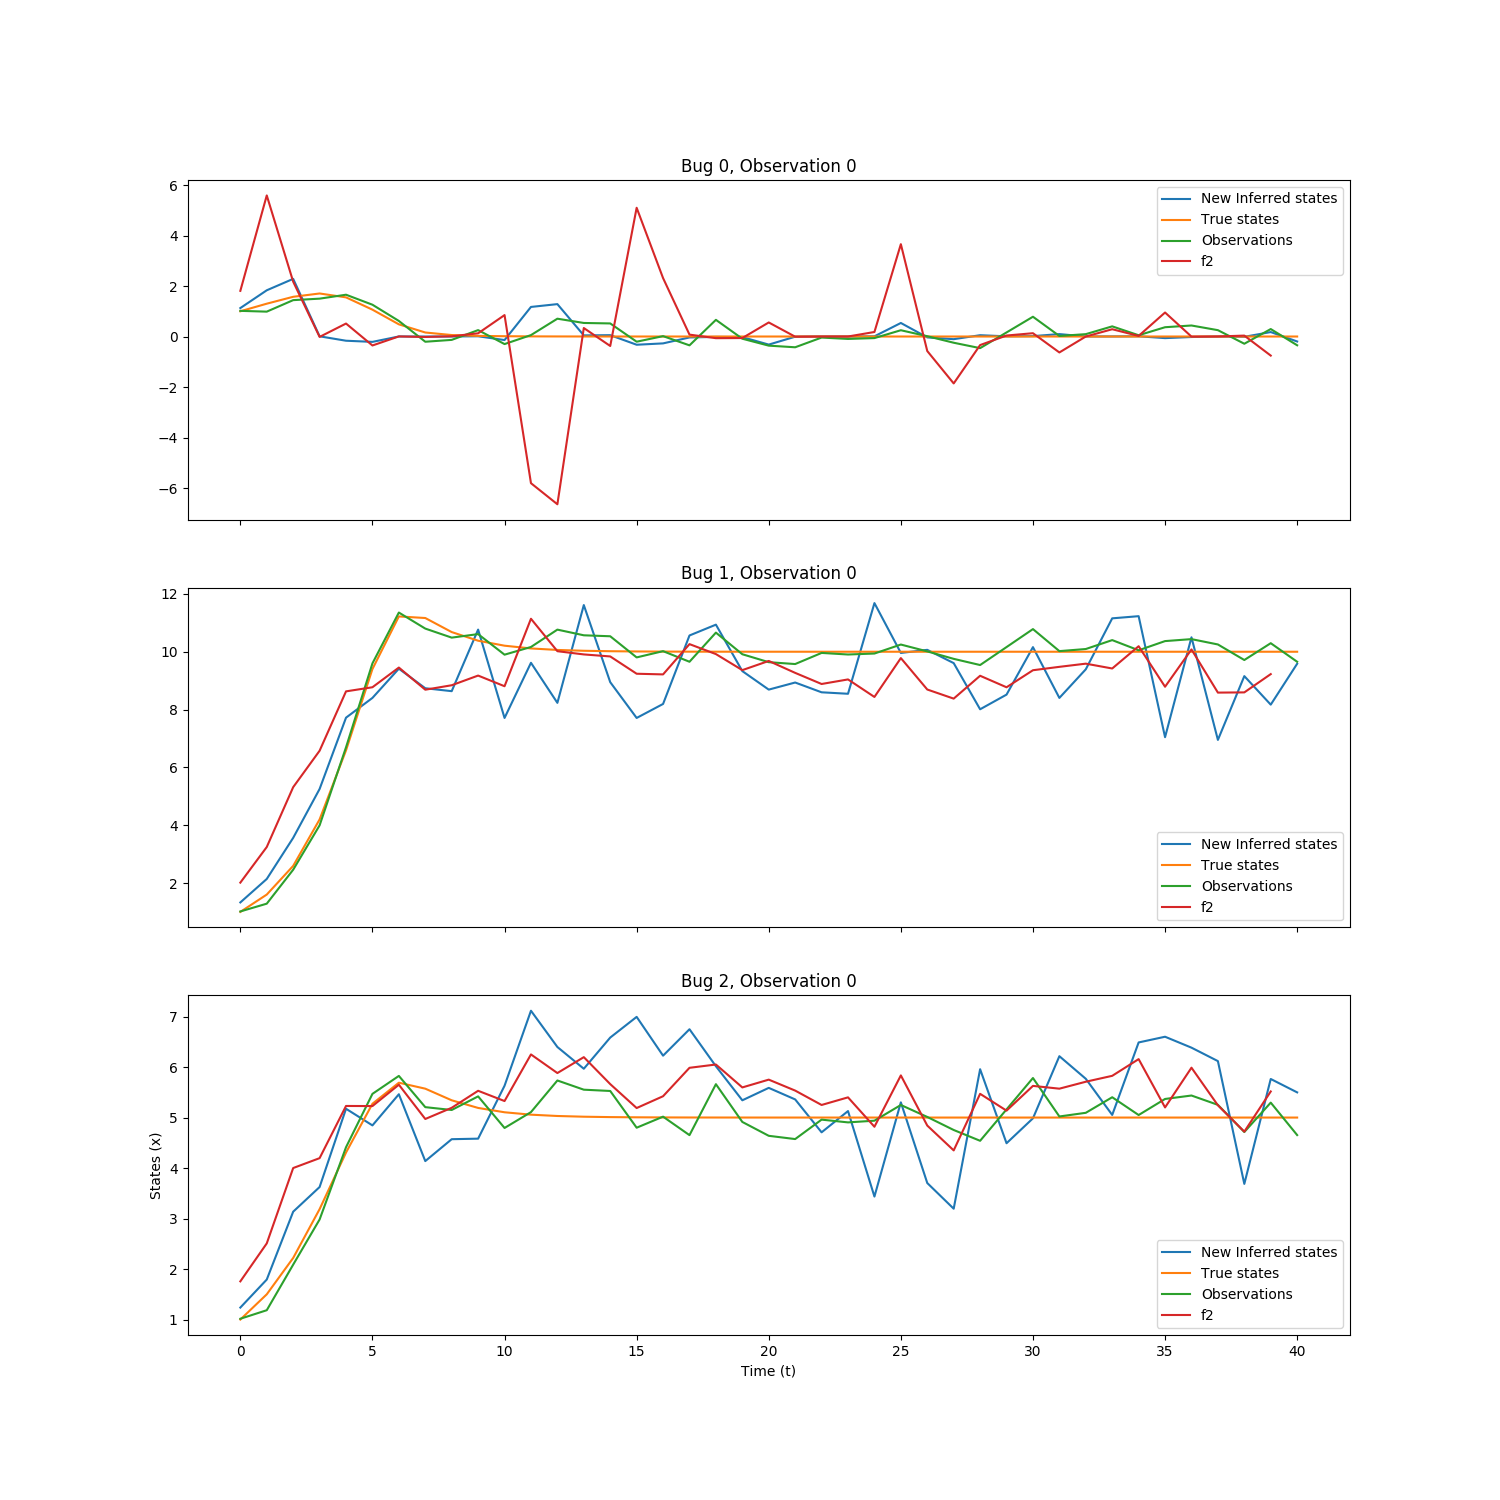 Bug 0, Observation 0
6
4
2
0
−2
−4
−6
New Inferred states
True states
Observations
f2
Bug 1, Observation 0
12
10
8
6
4
2
New Inferred states
True states
Observations
f2
Bug 2, Observation 0
7
6
5
4
3
2
1
States (x)
New Inferred states
True states
Observations
f2
0 5 10 15 20 25 30 35 40
Time (t)